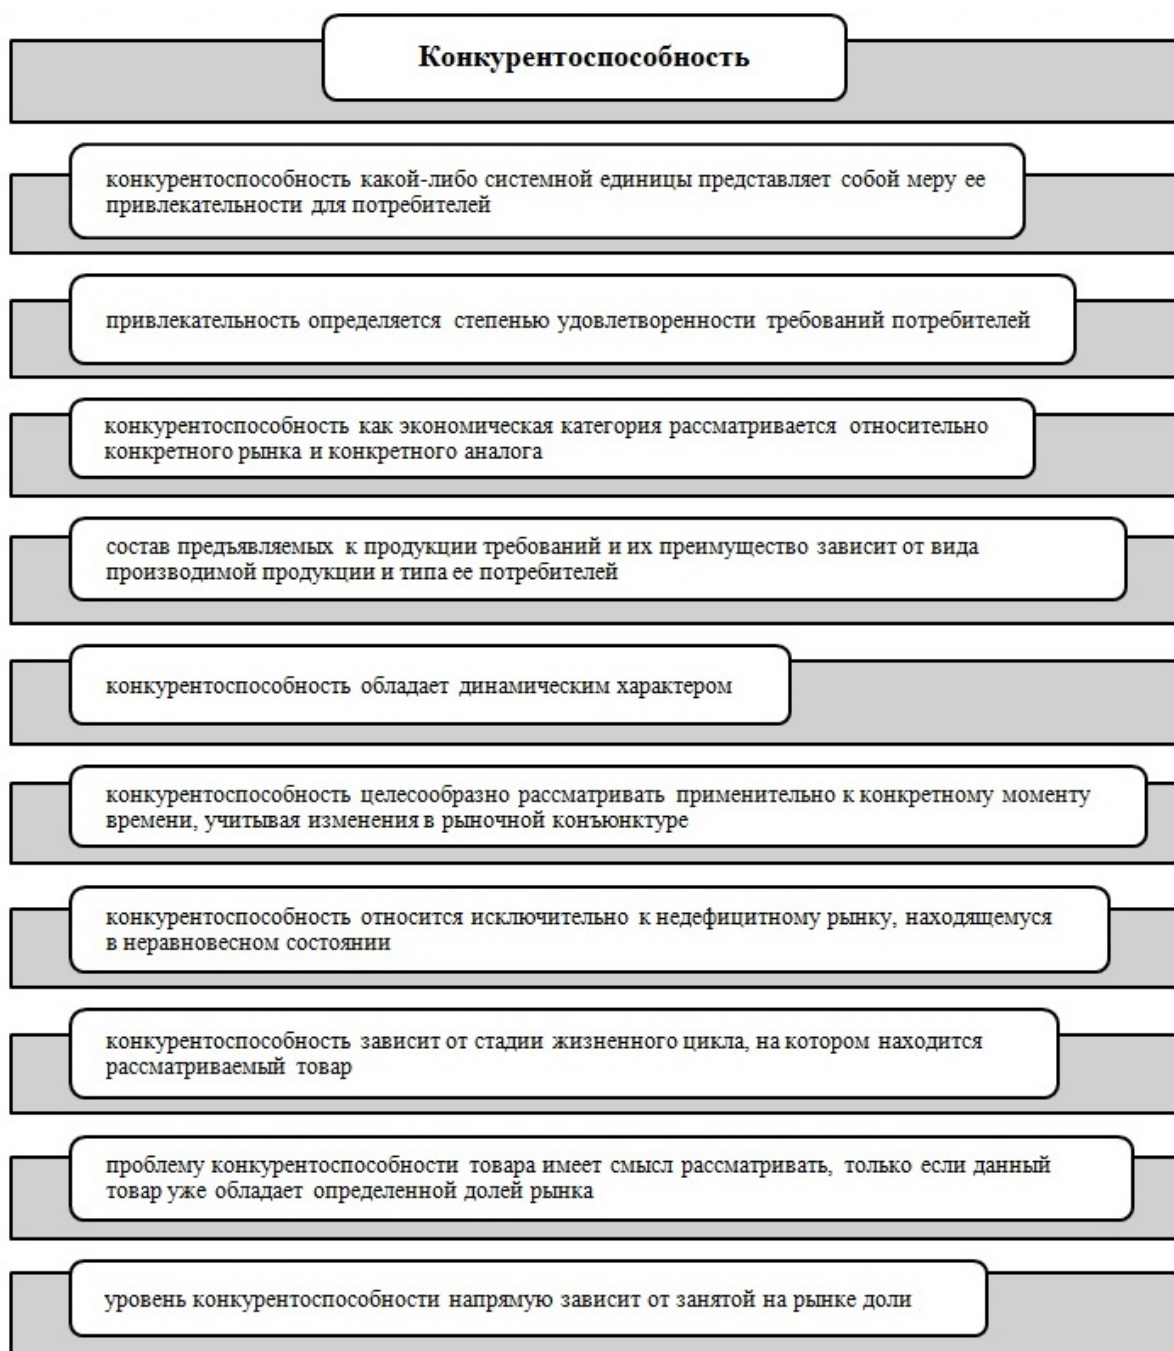 Конкурентоспособность
конкурентоспособность какой-либо системной единицы представляет собой меру ее
привлекательности для потребителей
привлекательность определяется степенью удовлетворенности требований потребителей
конкурентоспособность как экономическая категория рассматривается относительно
конкретного рынка и конкретного аналога
состав предъявляемых к продукции требований и их преимущество зависит от вида
производимой продукции и типа ее потребителей
конкурентоспособность обладает динамическим характером
конкурентоспособность целесообразно рассматривать применительно к конкретному моменту
времени, учитывая изменения в рыночной конъюнктуре
конкурентоспособность относится исключительно к недефицитному рынку, находящемуся
в неравновесном состоянии
конкурентоспособность зависит от стадии жизненного цикла, на котором находится
рассматриваемый товар
проблему конкурентоспособности товара имеет смысл рассматривать, только если данный
товар уже обладает определенной долей рынка
уровень конкурентоспособности напрямую зависит от занятой на рынке доли